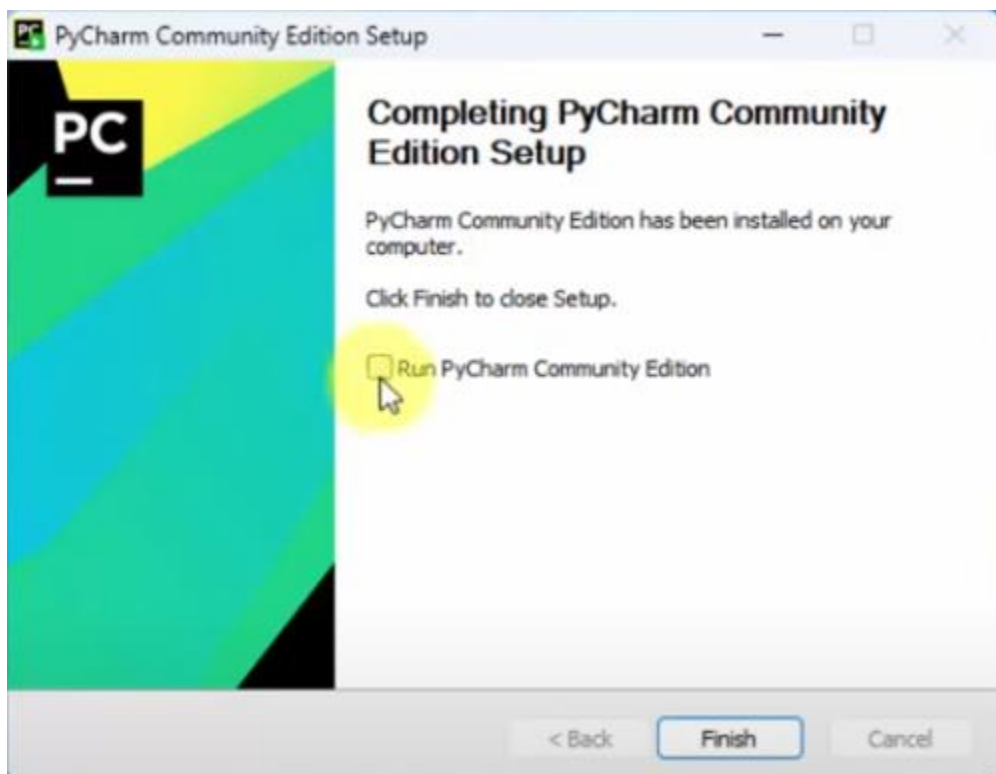 PyCharm Community Edition Setup
PC
Completing PyCharm Community
Edition Setup
PyCharm Community Edition has been installed on your
computer.
Click Finish to close Setup.
Run PyCharm Community Edition
< Back
Finish
Cancel